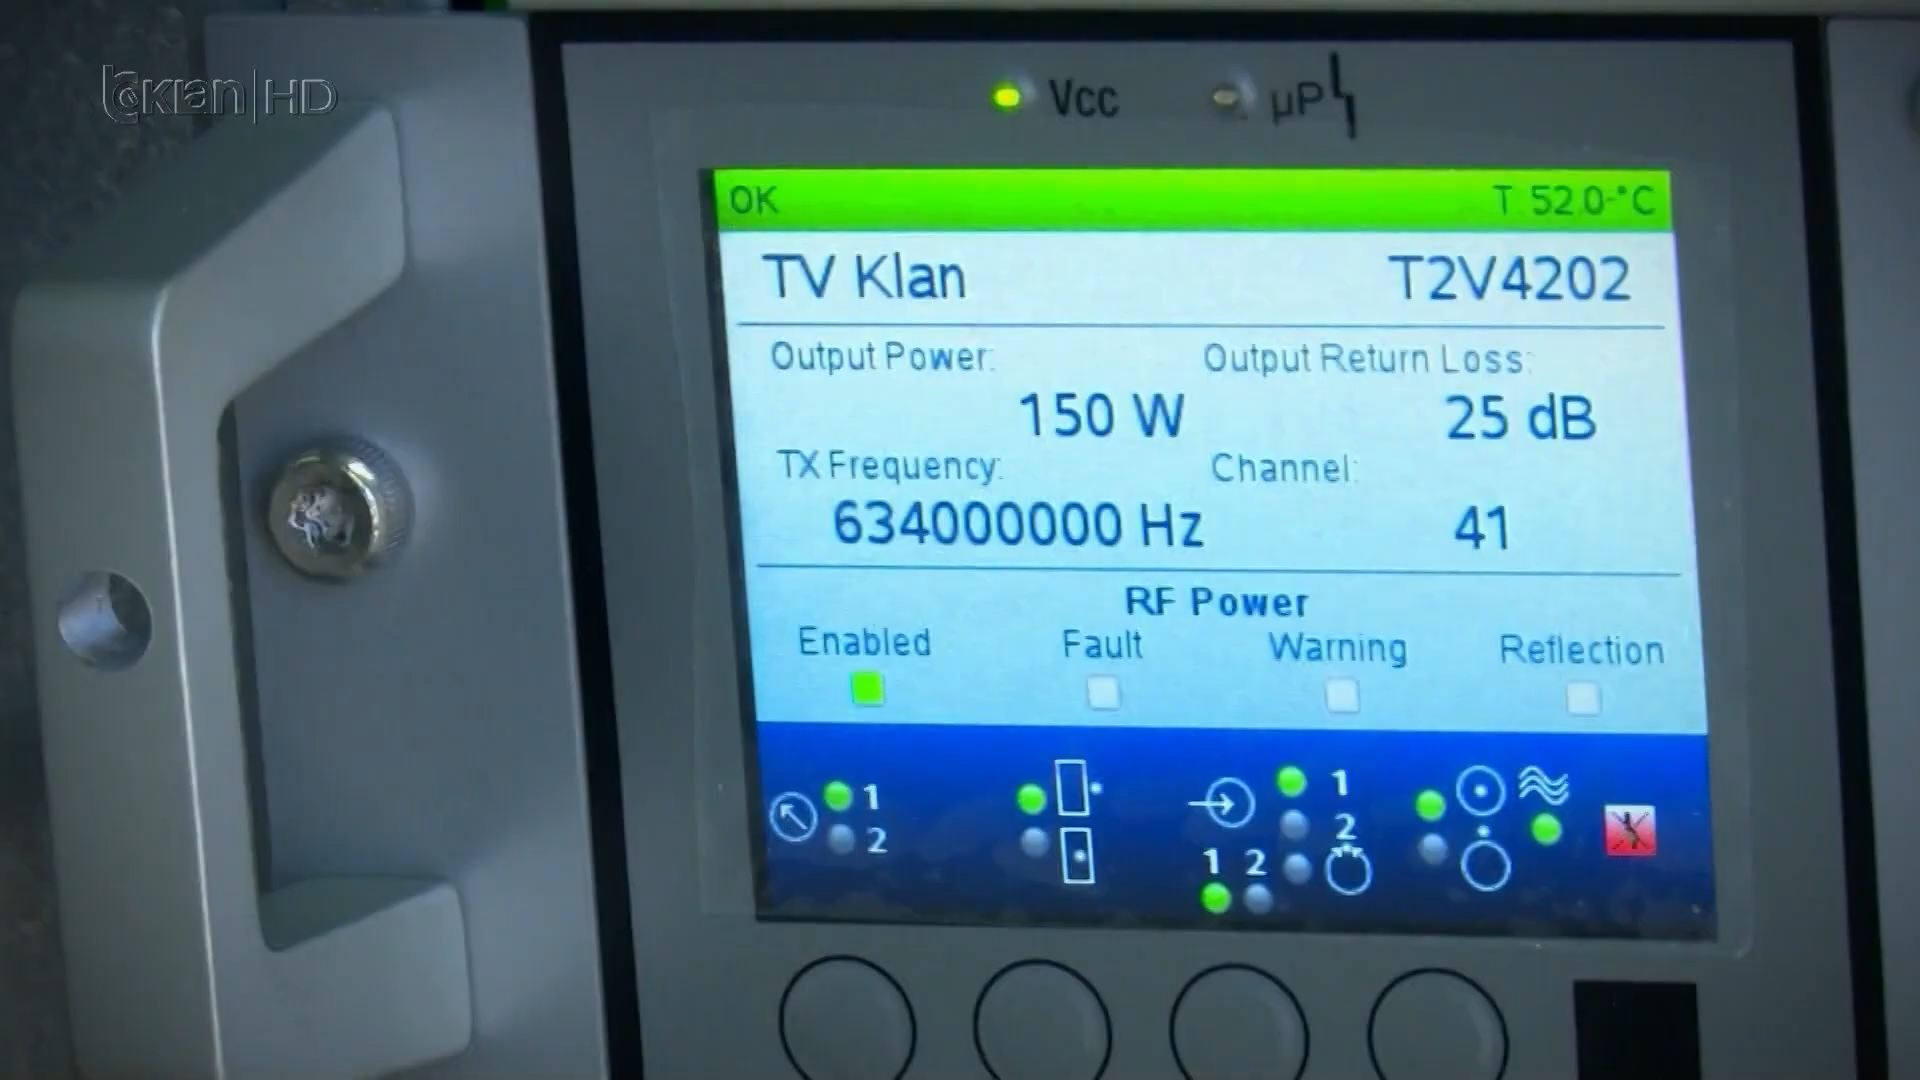 klan HD
Vcc µP
OK T 52.0-°C
TV Klan T2V4202
Output Power: Output Return Loss:
150 W 25 dB
TX Frequency: Channel:
634000000 Hz 41
RF Power
Enabled Fault Warning Reflection
1 1
2 2
1 2